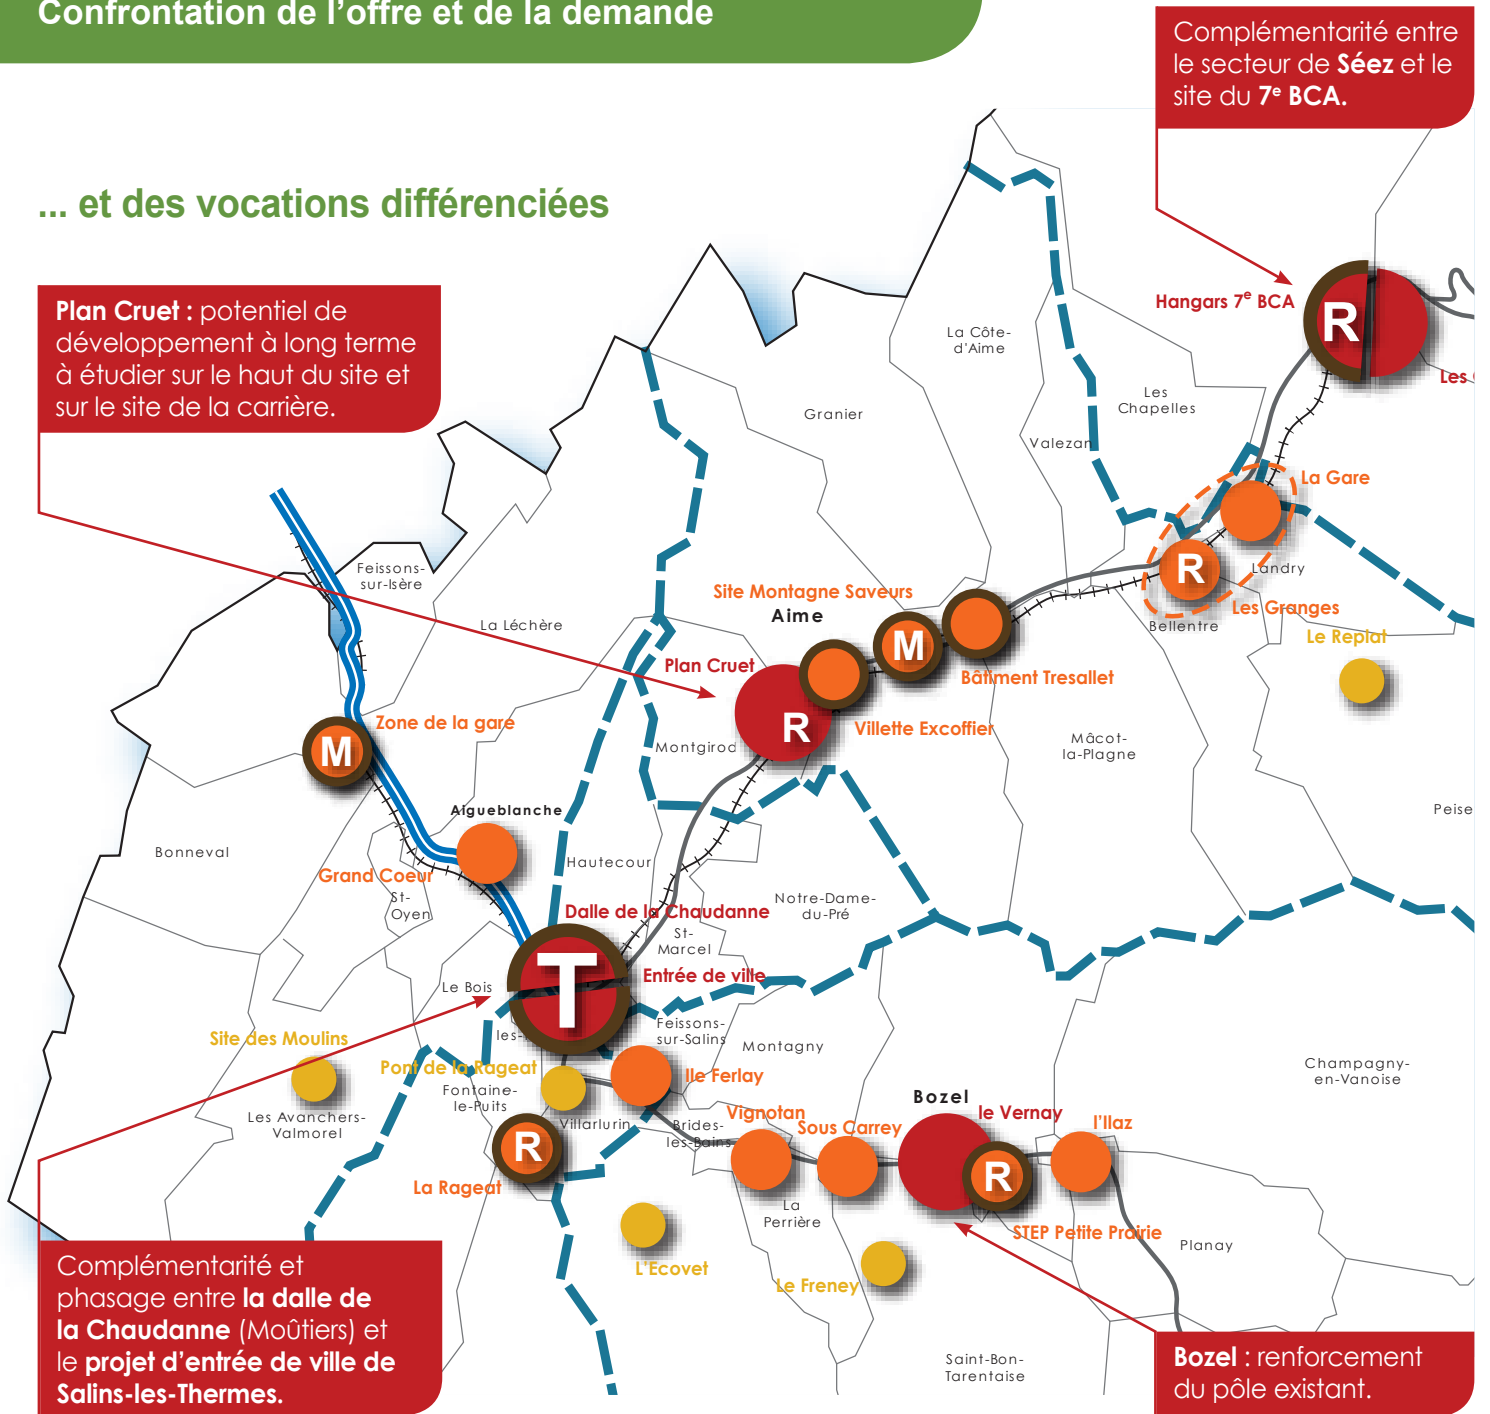 Confrontation de l'offre et de la demande
Complémentarité entre
le secteur de Séez et le
site du 7e BCA.
... et des vocations différenciées
Plan Cruet : potentiel de
développement à long terme
à étudier sur le haut du site et
sur le site de la carrière.
Hangars 7e BCA
R
Les
La Côte-
d'Aime
Les
Chapelles
Granier
Valezan
La Gare
R
Landry
Les Granges
Bellentre
Le Replat
Feissons-
sur-Isère
La Léchère
Site Montagne Saveurs
Aime
M
Plan Cruet
Bâtiment Tresallet
R
Villette Excoffier
Zone de la gare
M
Montgirod
Mâcot-
la-Plagne
Peise
Aigueblanche
Bonneval
Hautecour
Grand Coeur
St-
Oyen
Notre-Dame-
du-Pré
Dalle de la Chaudanne
St-
Marcel
T
Entrée de ville
Le Bois
les-
Feissons-
sur-Salins
Montagny
Site des Moulins
Pont de la Rageat
Ile Ferlay
Champagny-
en-Vanoise
Fontaine-
le-Puits
Les Avanchers-
Valmorel
Villarlurin
Brides-
les-Bains
Vignotan
Sous Carrey
Bozel
le Vernay
l'Ilaz
R
La Rageat
R
La
Perrière
STEP Petite Prairie
Planay
L'Ecovet
Le Freney
Complémentarité et
phasage entre la dalle de
la Chaudanne (Moûtiers) et
le projet d'entrée de ville de
Salins-les-Thermes.
Saint-Bon-
Tarentaise
Bozel : renforcement
du pôle existant.